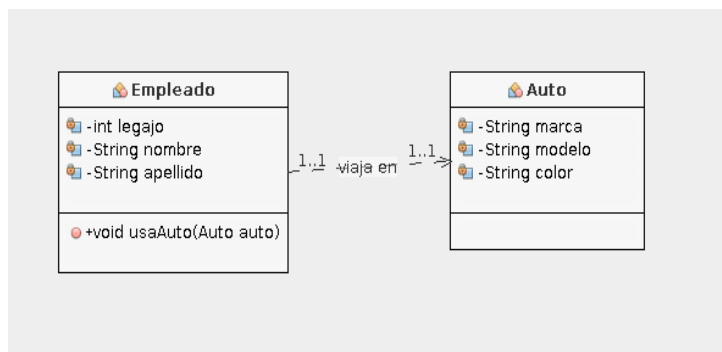 Empleado
-int legajo
-String nombre
-String apellido
+void usaAuto(Auto auto)
1..1
viaja en
1..1
Auto
-String marca
-String modelo
-String color